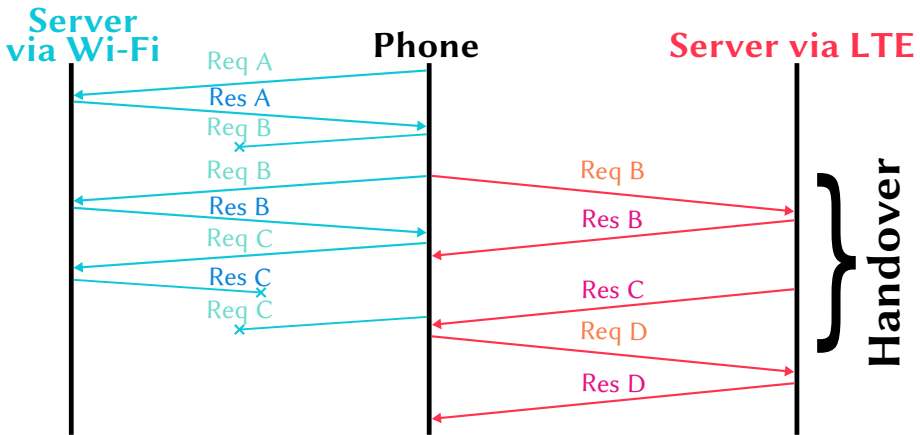 Server
via Wi-Fi
Phone
Server via LTE
Req A
Res A
Req B
Req B
Req B
Res B
Res B
Req C
Res C
Res C
Req C
Req D
Res D
Handover